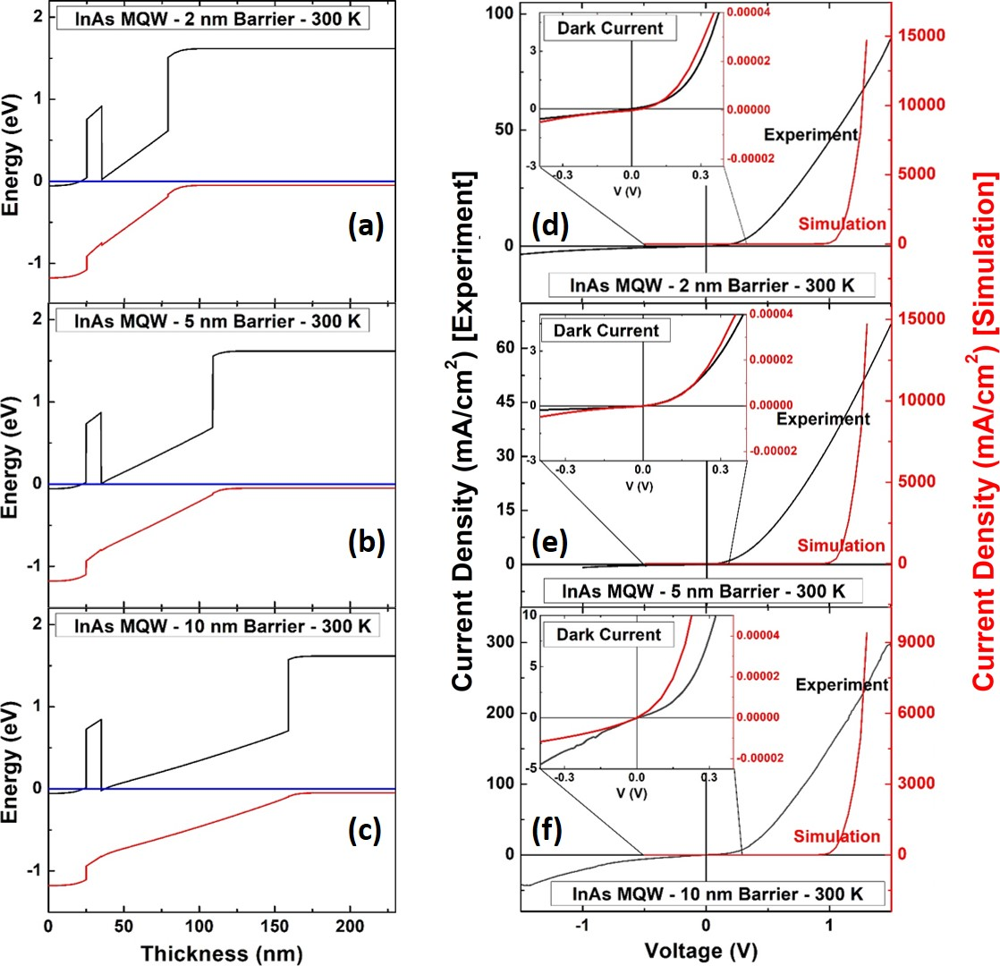 InAs MQW - 2 nm Barrier - 300 K
Energy (eV)
2
1
0
-1
(a)
InAs MQW - 5 nm Barrier - 300 K
Energy (eV)
2
1
0
-1
(b)
InAs MQW - 10 nm Barrier - 300 K
Energy (eV)
2
1
0
-1
(c)
0 50 100 150 200
Thickness (nm)
Current Density (mA/cm²) [Experiment]
Current Density (mA/cm²) [Simulation]
100
50
0
15000
10000
5000
0
Dark Current
3
0
-3
0.00004
0.00002
0.00000
-0.00002
-0.3 0.0 0.3
V (V)
Experiment
Simulation
(d)
InAs MQW - 2 nm Barrier - 300 K
60
45
30
15
0
15000
10000
5000
0
Dark Current
3
0
-3
0.00004
0.00002
0.00000
-0.00002
-0.3 0.0 0.3
V (V)
Experiment
Simulation
(e)
InAs MQW - 5 nm Barrier - 300 K
300
200
100
0
9000
6000
3000
0
Dark Current
10
5
0
-5
0.00004
0.00002
0.00000
-0.00002
-0.3 0.0 0.3
V (V)
Experiment
Simulation
(f)
InAs MQW - 10 nm Barrier - 300 K
-1 0 1
Voltage (V)